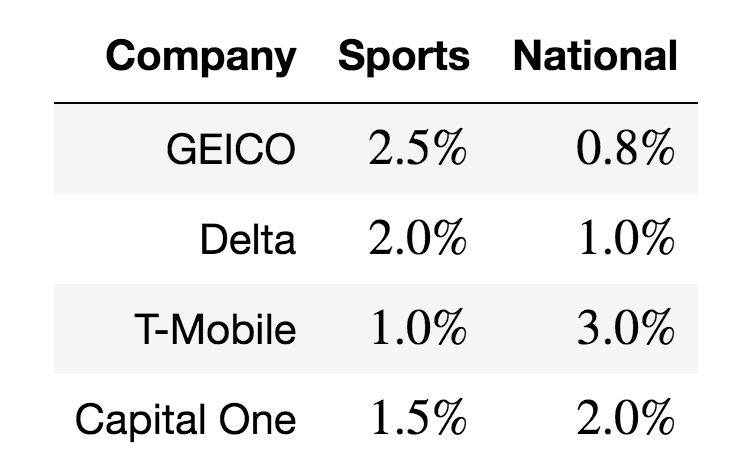 Company Sports National
GEICO 2.5% 0.8%
Delta 2.0% 1.0%
T-Mobile 1.0% 3.0%
Capital One 1.5% 2.0%